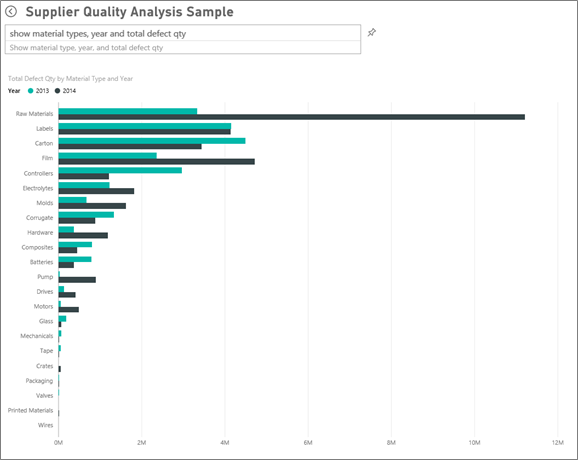 Supplier Quality Analysis Sample
show material types, year and total defect qty
Show material type, year, and total defect qty
Total Defect Qty by Material Type and Year
Year 2013 2014
Raw Materials
Labels
Carton
Film
Controllers
Electrolytes
Molds
Corrugate
Hardware
Composites
Batteries
Pump
Drives
Motors
Glass
Mechanicals
Tape
Crates
Packaging
Valves
Printed Materials
Wires
0M 2M 4M 6M 8M 10M 12M